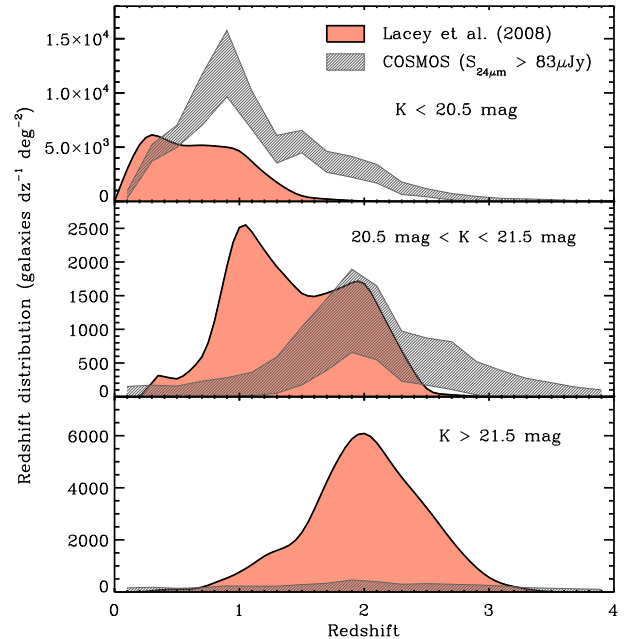 Lacey et al. (2008)
COSMOS (S24μm > 83μJy)
K < 20.5 mag
1.5×10⁴
1.0×10⁴
5.0×10³
0
20.5 mag < K < 21.5 mag
2500
2000
1500
1000
500
0
K > 21.5 mag
6000
4000
2000
0
0 1 2 3 4
Redshift
Redshift distribution (galaxies dz⁻¹ deg⁻²)